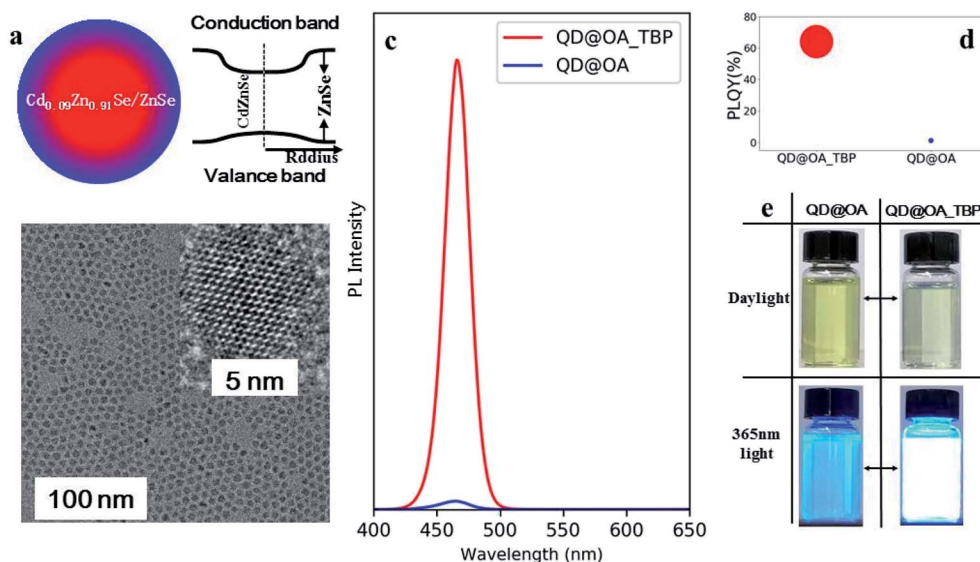 a
Cd0.09Zn0.91Se/ZnSe
Conduction band
CdZnSe
ZnSe
Rddius
Valance band
5 nm
100 nm
c
QD@OA_TBP
QD@OA
PL Intensity
400 450 500 550 600 650
Wavelength (nm)
d
PLQY(%)
80
60
40
20
0
QD@OA_TBP QD@OA
e
QD@OA QD@OA_TBP
Daylight
365nm
light